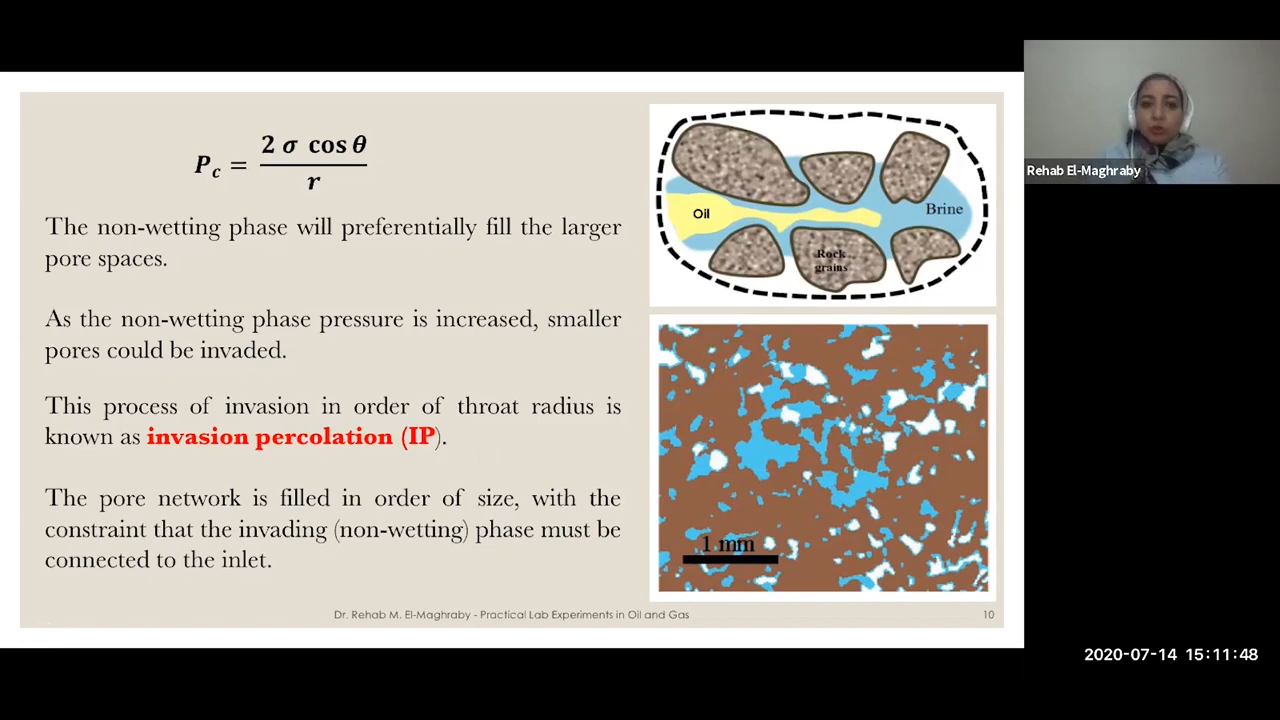 P_c = 2 σ cos θ / r
The non-wetting phase will preferentially fill the larger
pore spaces.
As the non-wetting phase pressure is increased, smaller
pores could be invaded.
This process of invasion in order of throat radius is
known as invasion percolation (IP).
The pore network is filled in order of size, with the
constraint that the invading (non-wetting) phase must be
connected to the inlet.
Oil
Brine
Rock
grains
1 mm
Dr. Rehab M. El-Maghraby - Practical Lab Experiments in Oil and Gas
10
Rehab El-Maghraby
2020-07-14 15:11:48